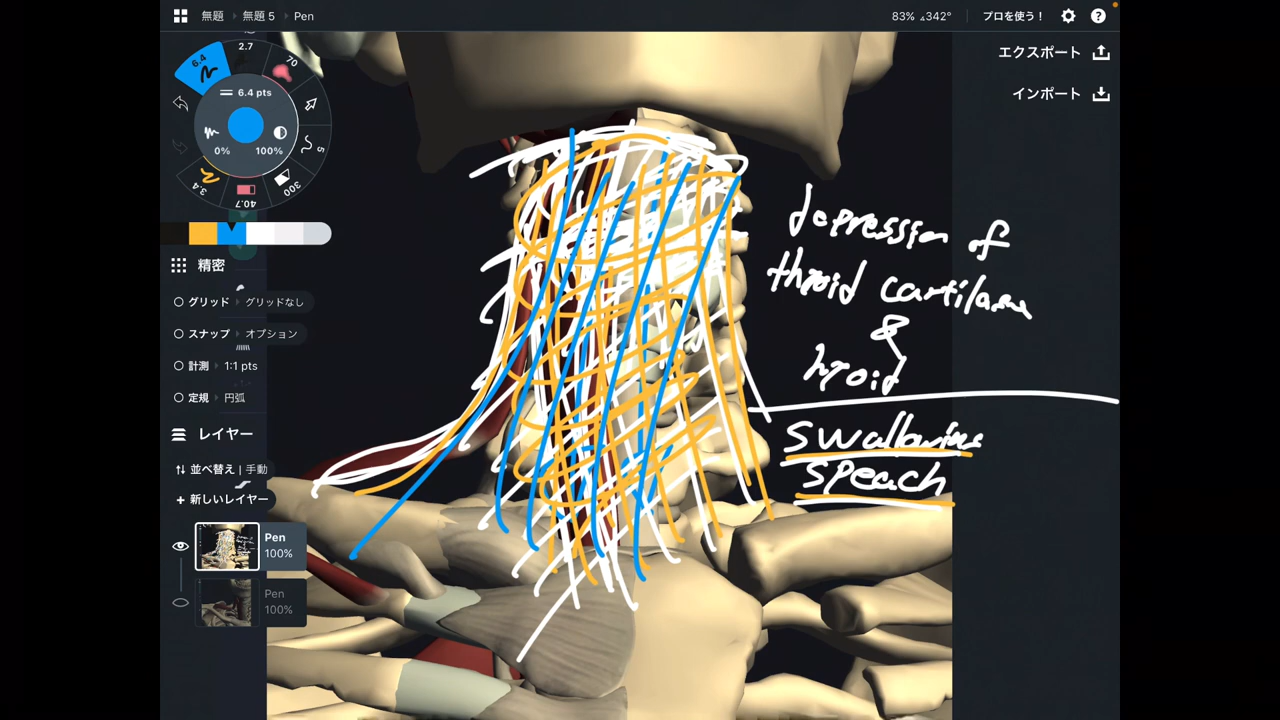 無題 無題 5 Pen
83% ⦟342° プロを使う！
エクスポート
インポート
2.7
6.4
70
6.4 pts
0% 100%
5
3.4
40.7
300
精密
グリッド グリッドなし
スナップ オプション
計測 1:1 pts
定規 円弧
レイヤー
並べ替え | 手動
+ 新しいレイヤー
Pen
100%
Pen
100%
depression of
thyroid cartilage
&
hyoid
swallowing
speach